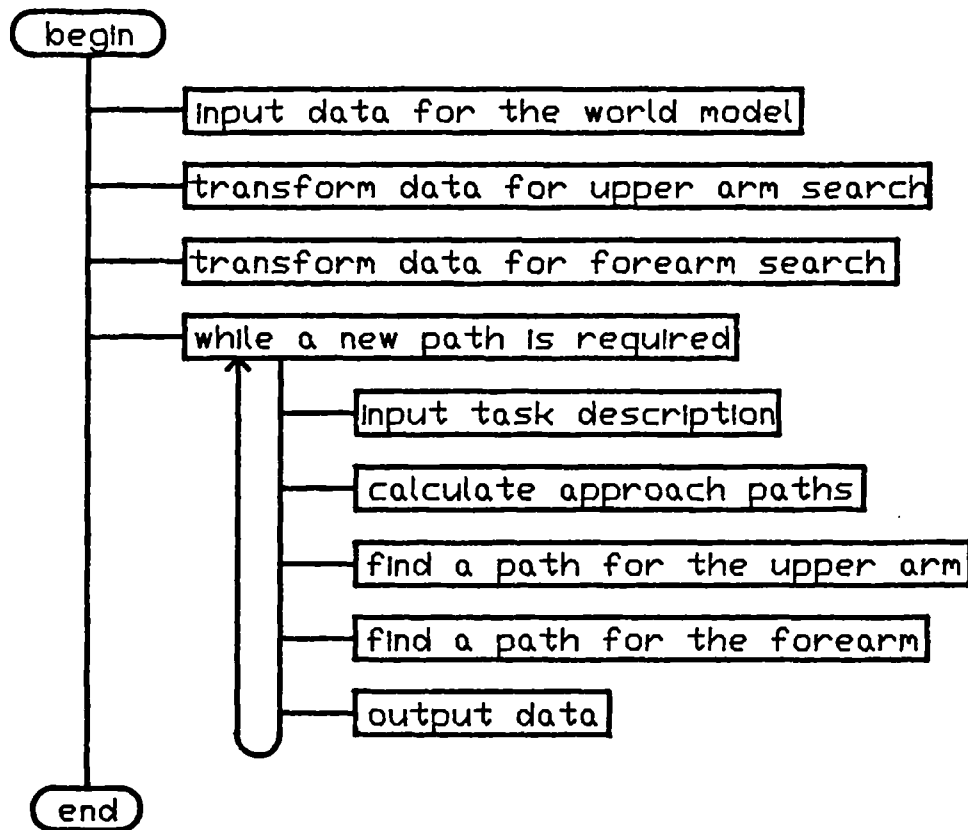 begin
input data for the world model
transform data for upper arm search
transform data for forearm search
while a new path is required
input task description
calculate approach paths
find a path for the upper arm
find a path for the forearm
output data
end